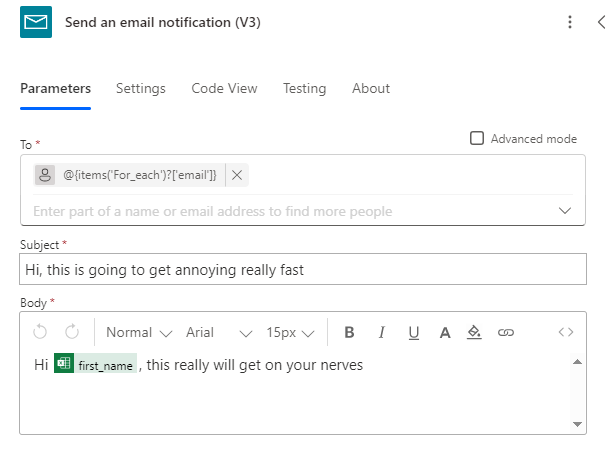 Send an email notification (V3)
Parameters Settings Code View Testing About
To * Advanced mode
@{items('For_each')?['email']}
Enter part of a name or email address to find more people
Subject *
Hi, this is going to get annoying really fast
Body *
Normal Arial 15px B I U A
Hi first_name , this really will get on your nerves